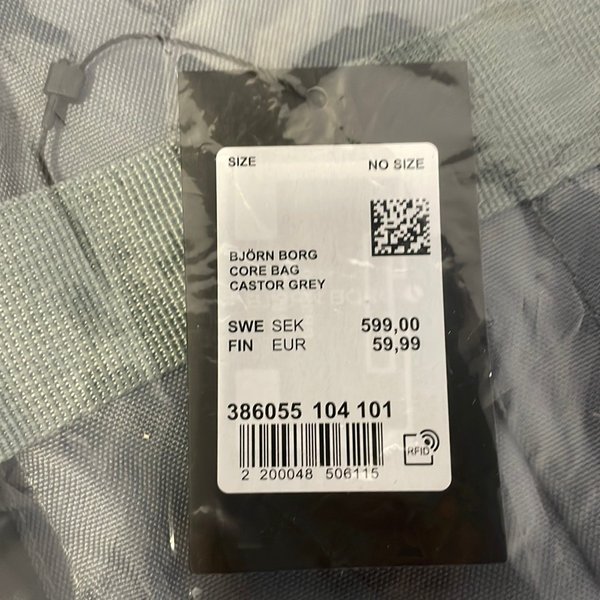 SIZE NO SIZE
BJÖRN BORG
CORE BAG
CASTOR GREY
SWE SEK 599,00
FIN EUR 59,99
386055 104 101
RFID
2 200048 506115